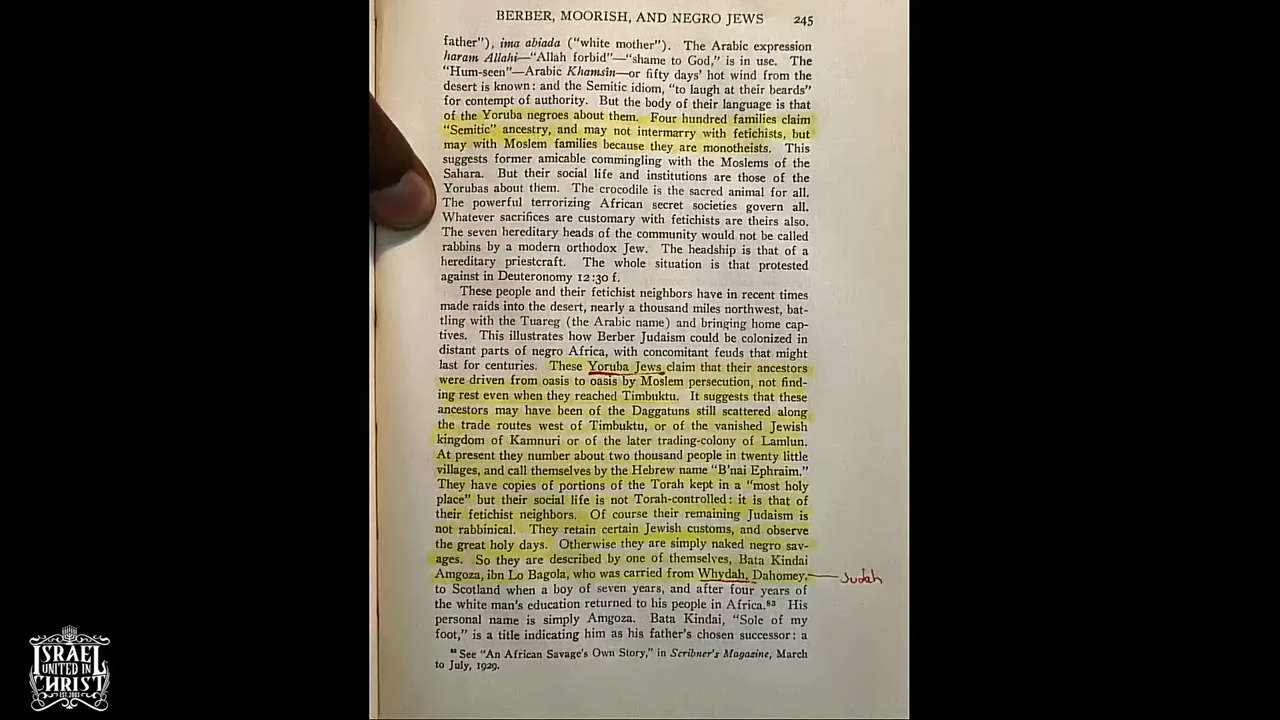 BERBER, MOORISH, AND NEGRO JEWS 245
father"), ima abiada ("white mother"). The Arabic expression
haram Allahi—"Allah forbid"—"shame to God," is in use. The
"Hum-seen"—Arabic Khamsin—or fifty days' hot wind from the
desert is known: and the Semitic idiom, "to laugh at their beards"
for contempt of authority. But the body of their language is that
of the Yoruba negroes about them. Four hundred families claim
"Semitic" ancestry, and may not intermarry with fetichists, but
may with Moslem families because they are monotheists. This
suggests former amicable commingling with the Moslems of the
Sahara. But their social life and institutions are those of the
Yorubas about them. The crocodile is the sacred animal for all.
The powerful terrorizing African secret societies govern all.
Whatever sacrifices are customary with fetichists are theirs also.
The seven hereditary heads of the community would not be called
rabbins by a modern orthodox Jew. The headship is that of a
hereditary priestcraft. The whole situation is that protested
against in Deuteronomy 12:30 f.
These people and their fetichist neighbors have in recent times
made raids into the desert, nearly a thousand miles northwest, bat-
tling with the Tuareg (the Arabic name) and bringing home cap-
tives. This illustrates how Berber Judaism could be colonized in
distant parts of negro Africa, with concomitant feuds that might
last for centuries. These Yoruba Jews claim that their ancestors
were driven from oasis to oasis by Moslem persecution, not find-
ing rest even when they reached Timbuktu. It suggests that these
ancestors may have been of the Daggatuns still scattered along
the trade routes west of Timbuktu, or of the vanished Jewish
kingdom of Kamnuri or of the later trading-colony of Lamlun.
At present they number about two thousand people in twenty little
villages, and call themselves by the Hebrew name "B'nai Ephraim."
They have copies of portions of the Torah kept in a "most holy
place" but their social life is not Torah-controlled: it is that of
their fetichist neighbors. Of course their remaining Judaism is
not rabbinical. They retain certain Jewish customs, and observe
the great holy days. Otherwise they are simply naked negro sav-
ages. So they are described by one of themselves, Bata Kindai
Amgoza, ibn Lo Bagola, who was carried from Whydah, Dahomey, Judah
to Scotland when a boy of seven years, and after four years of
the white man's education returned to his people in Africa.⁸³ His
personal name is simply Amgoza. Bata Kindai, "Sole of my
foot," is a title indicating him as his father's chosen successor: a
⁸³ See "An African Savage's Own Story," in Scribner's Magazine, March
to July, 1929.
ISRAEL
UNITED IN
CHRIST
EST. 2003